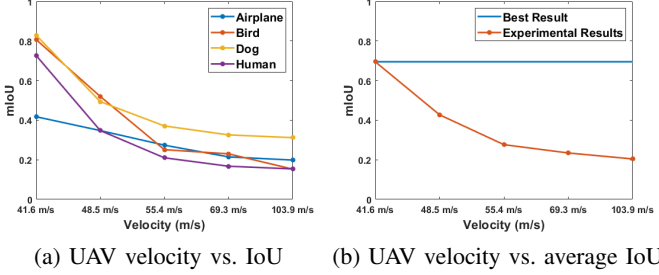 1
0.8
0.6
0.4
0.2
0
mIoU
Airplane
Bird
Dog
Human
41.6 m/s 48.5 m/s 55.4 m/s 69.3 m/s 103.9 m/s
Velocity (m/s)
(a) UAV velocity vs. IoU
1
0.8
0.6
0.4
0.2
0
mIoU
Best Result
Experimental Results
41.6 m/s 48.5 m/s 55.4 m/s 69.3 m/s 103.9 m/s
Velocity (m/s)
(b) UAV velocity vs. average IoU